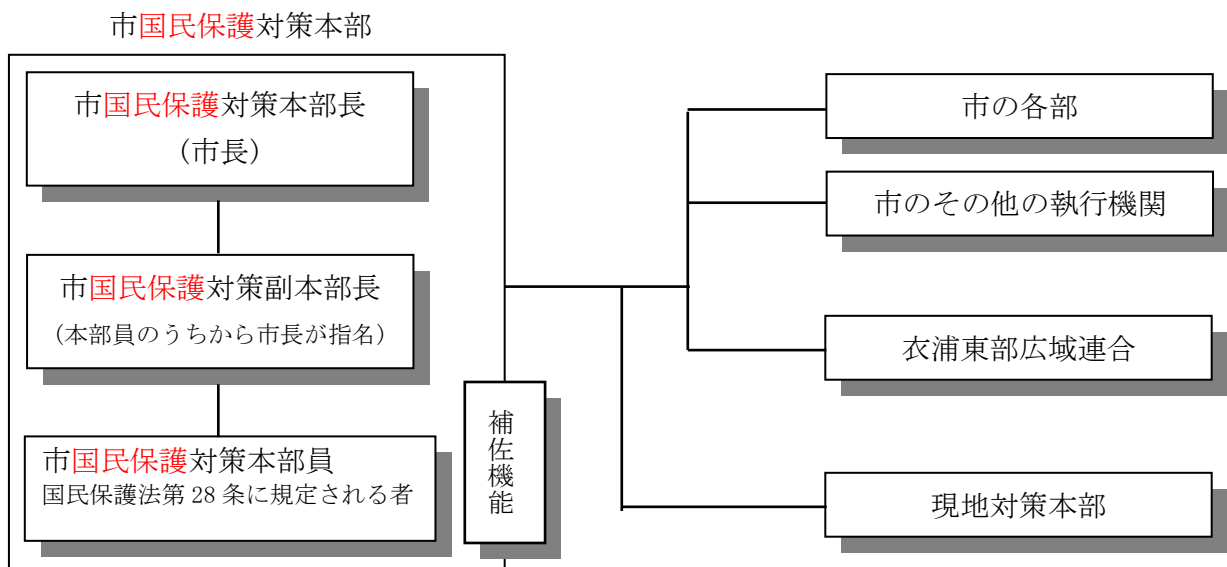 市国民保護対策本部
市国民保護対策本部長
（市長）
市国民保護対策副本部長
（本部員のうちから市長が指名）
市国民保護対策本部員
国民保護法第 28 条に規定される者
補佐機能
市の各部
市のその他の執行機関
衣浦東部広域連合
現地対策本部